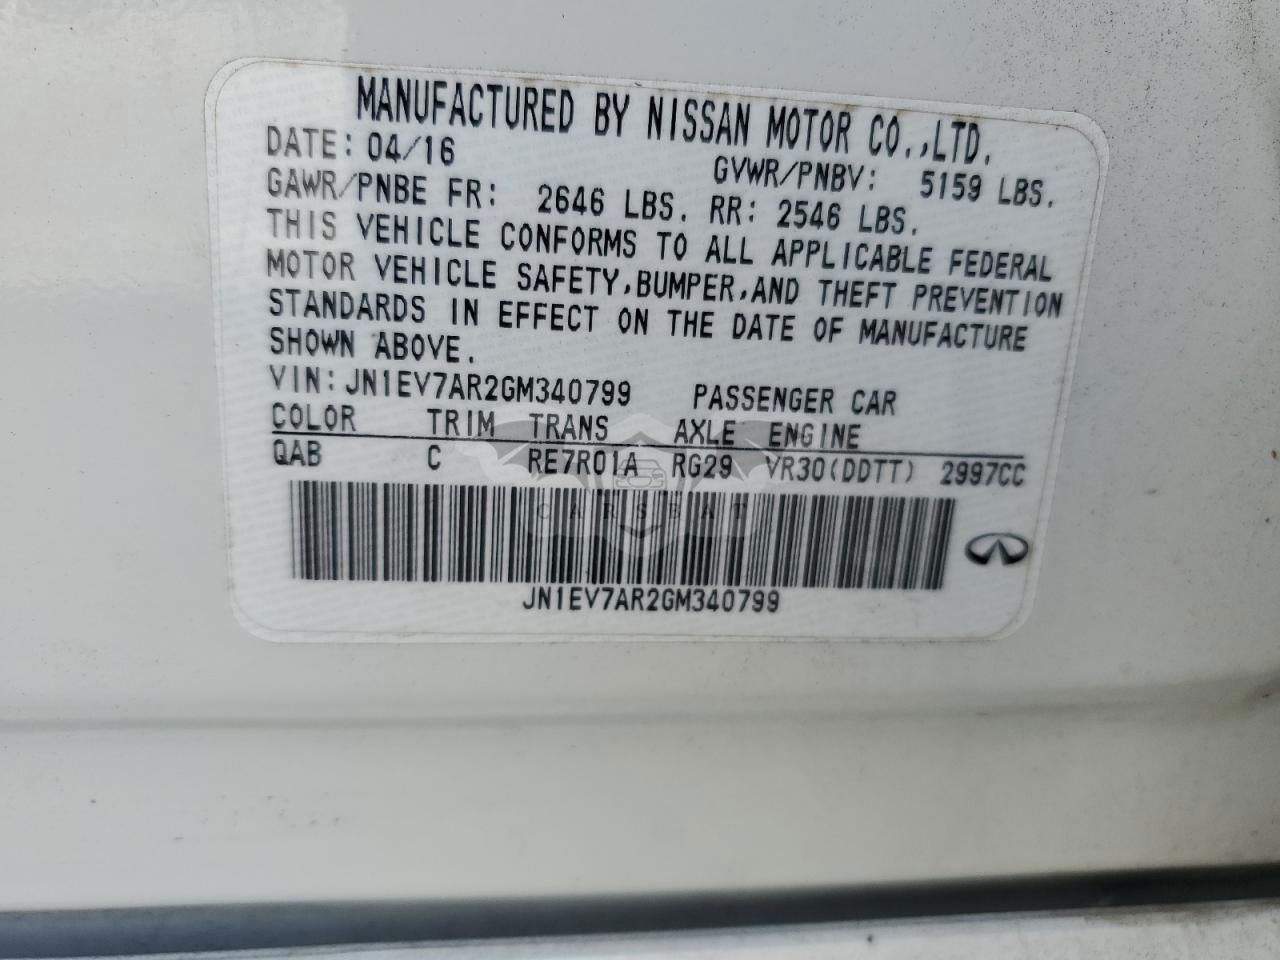 MANUFACTURED BY NISSAN MOTOR CO.,LTD.
DATE: 04/16 GVWR/PNBV: 5159 LBS.
GAWR/PNBE FR: 2646 LBS. RR: 2546 LBS.
THIS VEHICLE CONFORMS TO ALL APPLICABLE FEDERAL
MOTOR VEHICLE SAFETY,BUMPER,AND THEFT PREVENTION
STANDARDS IN EFFECT ON THE DATE OF MANUFACTURE
SHOWN ABOVE.
VIN: JN1EV7AR2GM340799 PASSENGER CAR
COLOR TRIM TRANS AXLE ENGINE
QAB C RE7R01A RG29 VR30(DDTT) 2997CC
CARSBAT
JN1EV7AR2GM340799